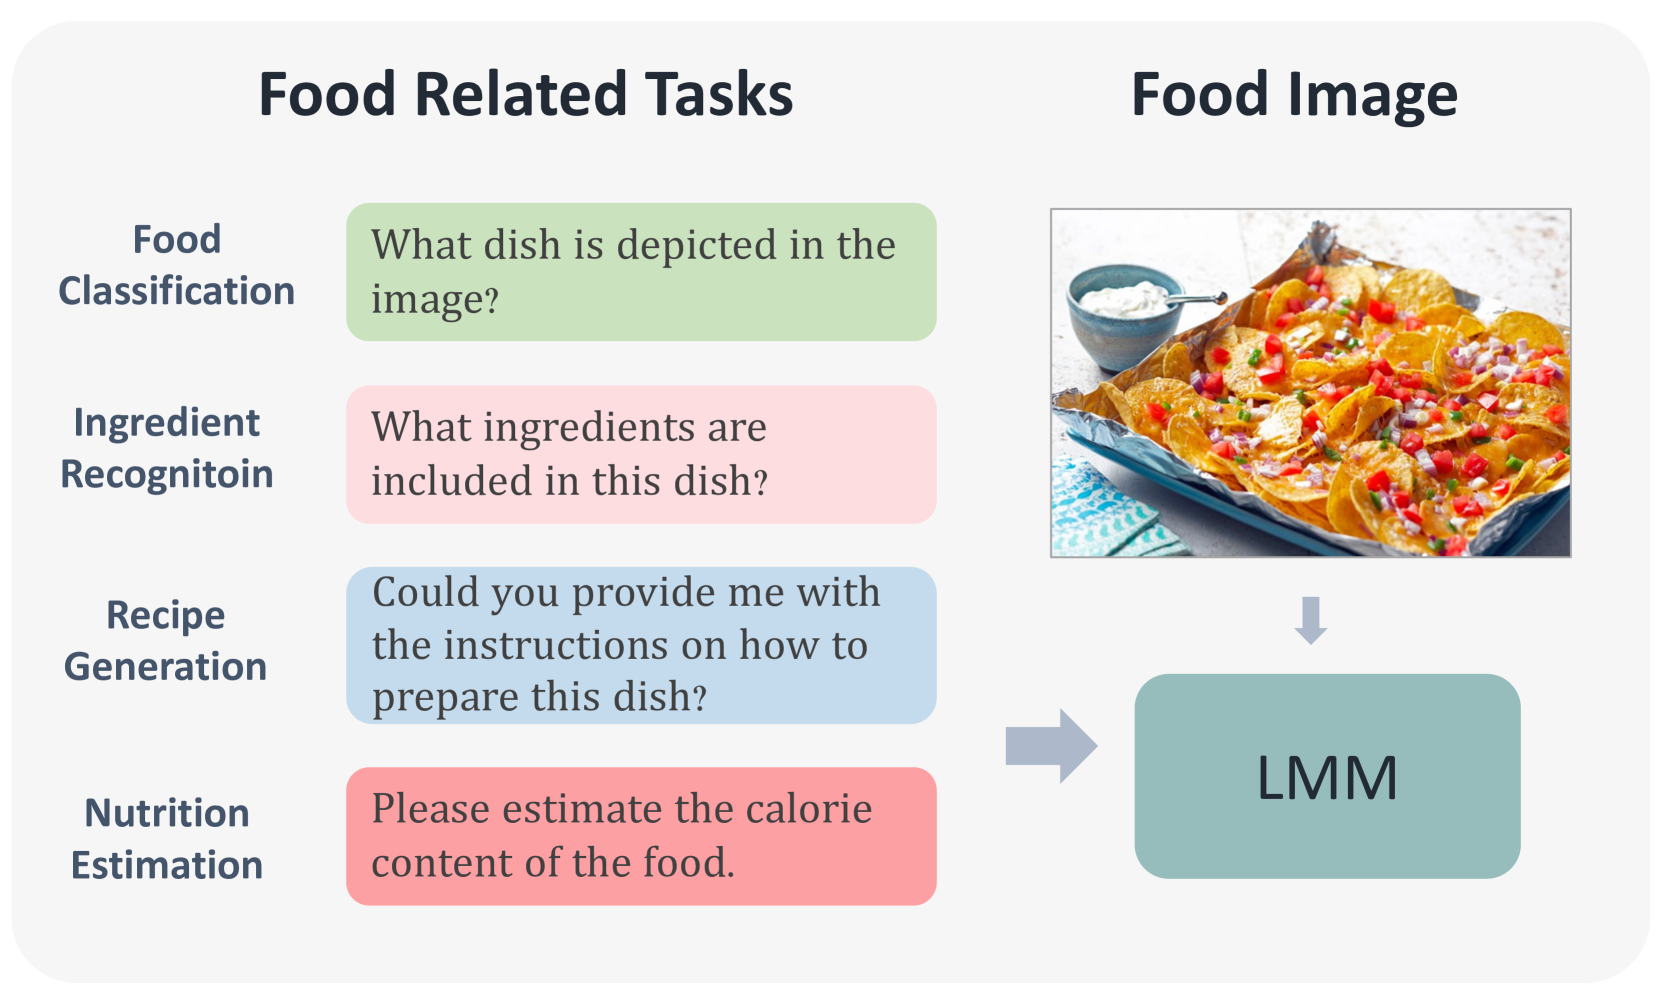 Food Related Tasks
Food Image
Food
Classification
What dish is depicted in the
image?
Ingredient
Recognitoin
What ingredients are
included in this dish?
Recipe
Generation
Could you provide me with
the instructions on how to
prepare this dish?
Nutrition
Estimation
Please estimate the calorie
content of the food.
LMM